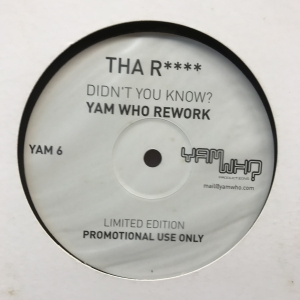 THA R****
DIDN'T YOU KNOW?
YAM WHO REWORK
YAM 6
YAM
WHO?
PRODUCTIONS
mail@yamwho.com
LIMITED EDITION
PROMOTIONAL USE ONLY